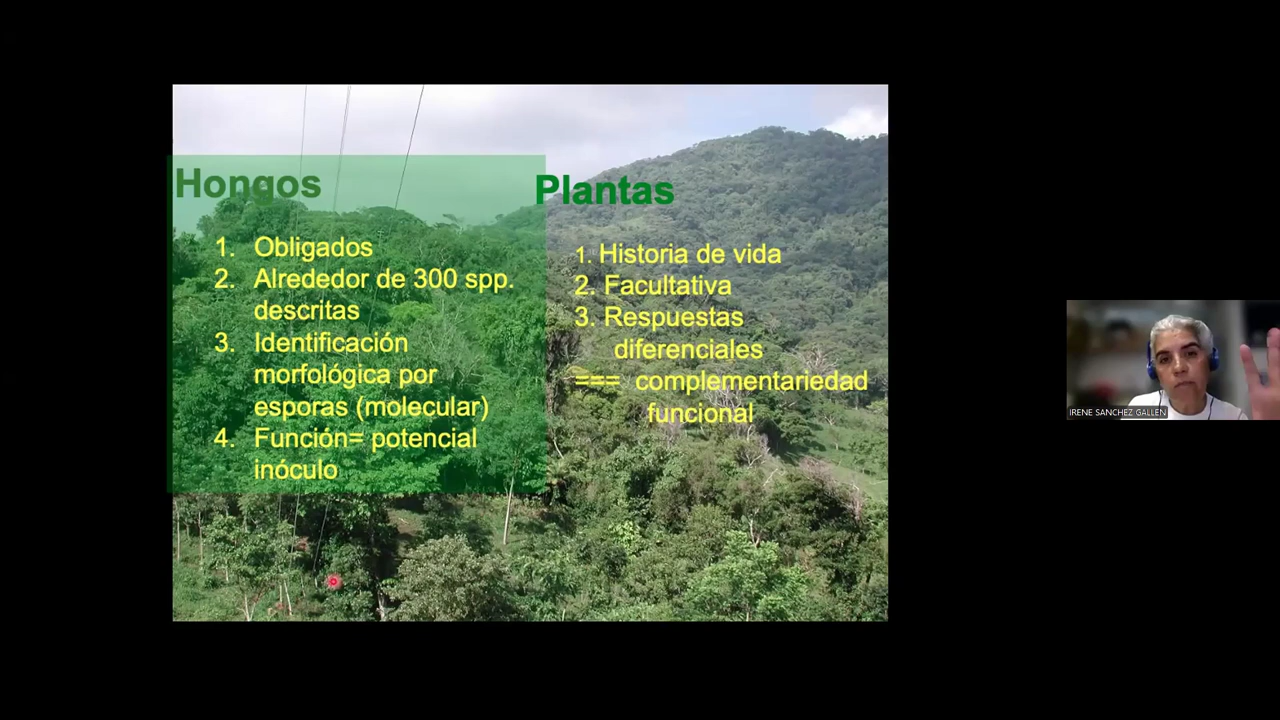 Hongos
1. Obligados
2. Alrededor de 300 spp.
descritas
3. Identificación
morfológica por
esporas (molecular)
4. Función= potencial
inóculo
Plantas
1. Historia de vida
2. Facultativa
3. Respuestas
diferenciales
=== complementariedad
funcional
IRENE SANCHEZ GALLEN